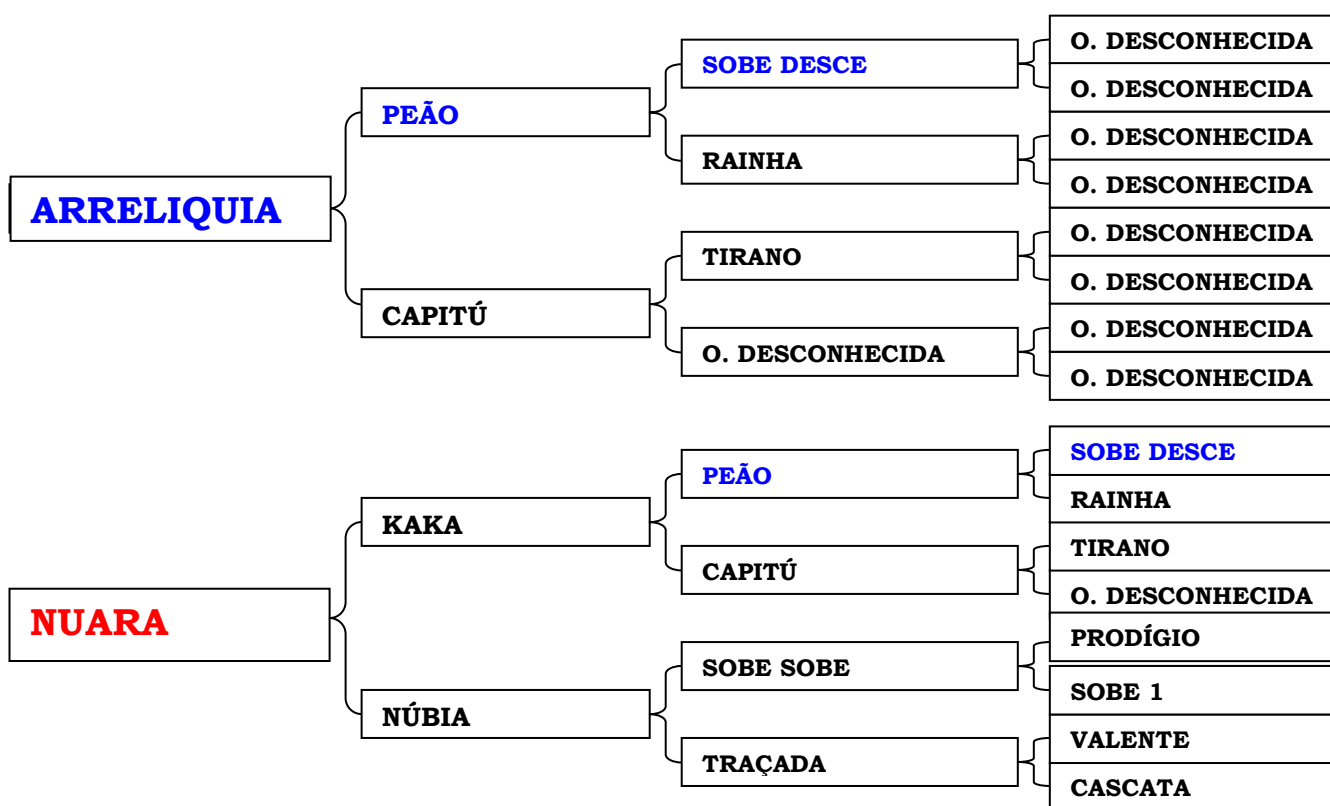 O. DESCONHECIDA
SOBE DESCE
O. DESCONHECIDA
PEÃO
O. DESCONHECIDA
RAINHA
O. DESCONHECIDA
ARRELIQUIA
O. DESCONHECIDA
TIRANO
O. DESCONHECIDA
CAPITÚ
O. DESCONHECIDA
O. DESCONHECIDA
O. DESCONHECIDA
SOBE DESCE
PEÃO
RAINHA
KAKA
TIRANO
CAPITÚ
O. DESCONHECIDA
NUARA
PRODÍGIO
SOBE SOBE
SOBE 1
NÚBIA
VALENTE
TRAÇADA
CASCATA